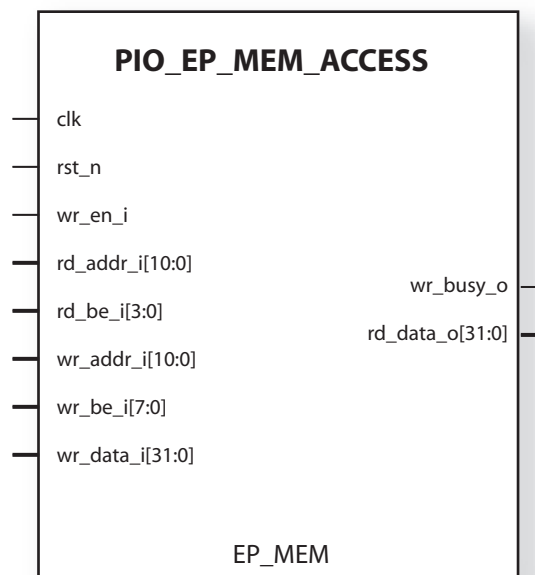 PIO_EP_MEM_ACCESS
clk
rst_n
wr_en_i
rd_addr_i[10:0]
rd_be_i[3:0]
wr_addr_i[10:0]
wr_be_i[7:0]
wr_data_i[31:0]
wr_busy_o
rd_data_o[31:0]
EP_MEM